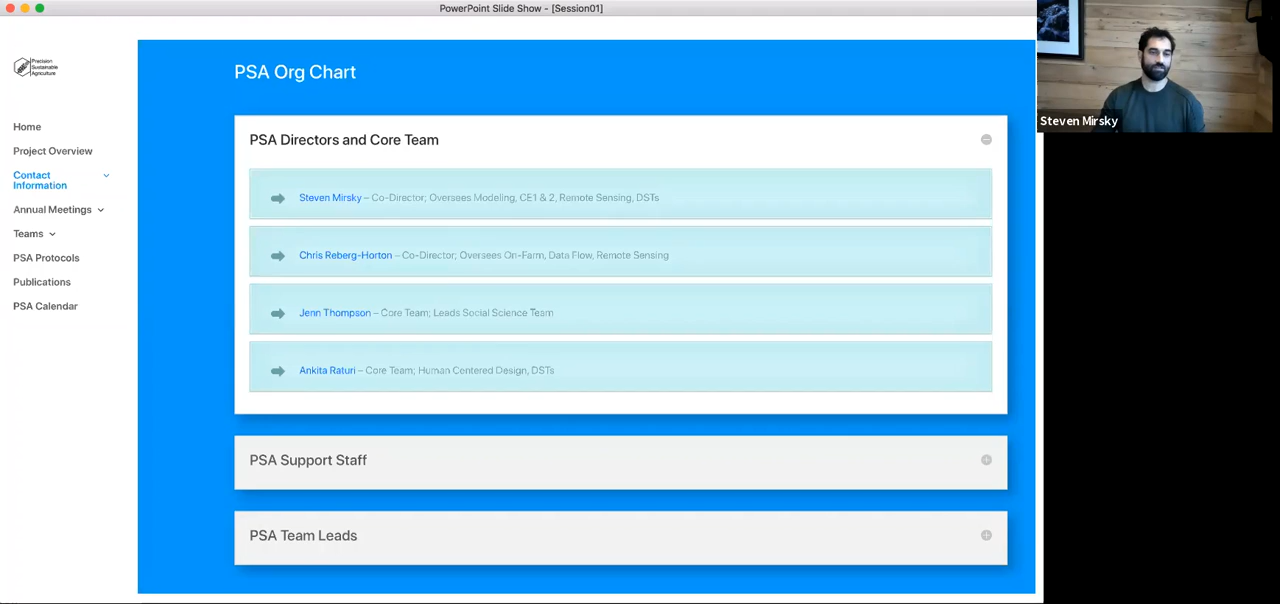 PowerPoint Slide Show - [Session01]
Precision
Sustainable
Agriculture
Home
Project Overview
Contact
Information
Annual Meetings
Teams
PSA Protocols
Publications
PSA Calendar
PSA Org Chart
PSA Directors and Core Team
Steven Mirsky – Co-Director; Oversees Modeling, CE1 & 2, Remote Sensing, DSTs
Chris Reberg-Horton – Co-Director; Oversees On-Farm, Data Flow, Remote Sensing
Jenn Thompson – Core Team; Leads Social Science Team
Ankita Raturi – Core Team; Human Centered Design, DSTs
PSA Support Staff
PSA Team Leads
Steven Mirsky